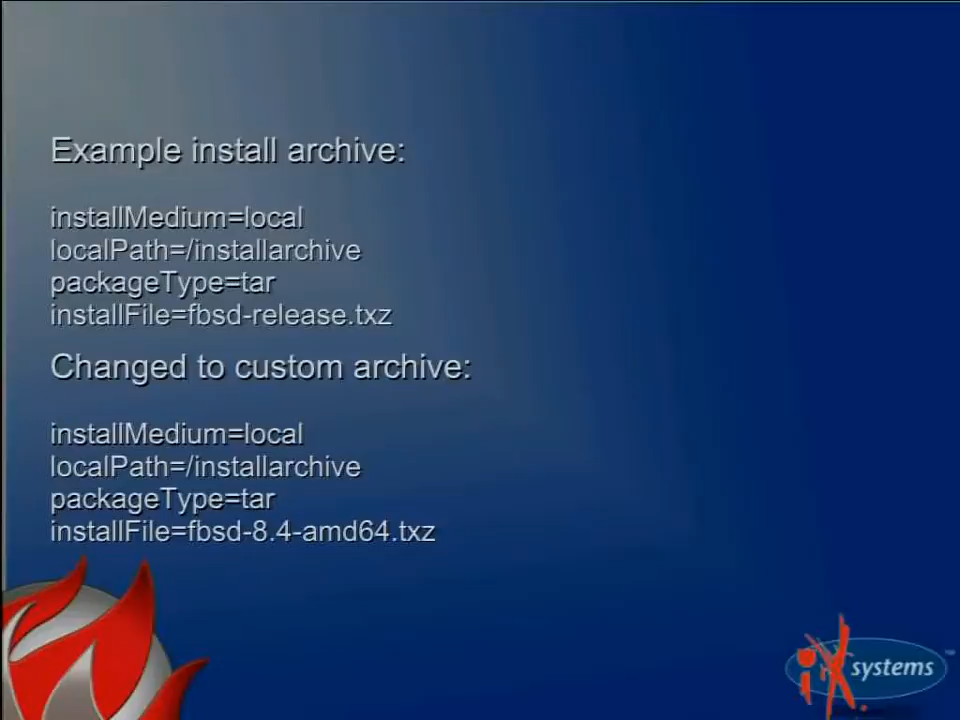 Example install archive:
installMedium=local
localPath=/installarchive
packageType=tar
installFile=fbsd-release.txz
Changed to custom archive:
installMedium=local
localPath=/installarchive
packageType=tar
installFile=fbsd-8.4-amd64.txz
iXsystems™